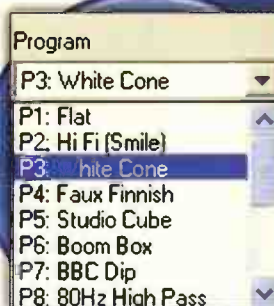 Program
P3: White Cone
P1: Flat
P2: Hi Fi (Smile)
P3 hite Cone
P4: Faux Finnish
P5: Studio Cube
P6: Boom Box
P7: BBC Dip
P8: 80Hz High Pass